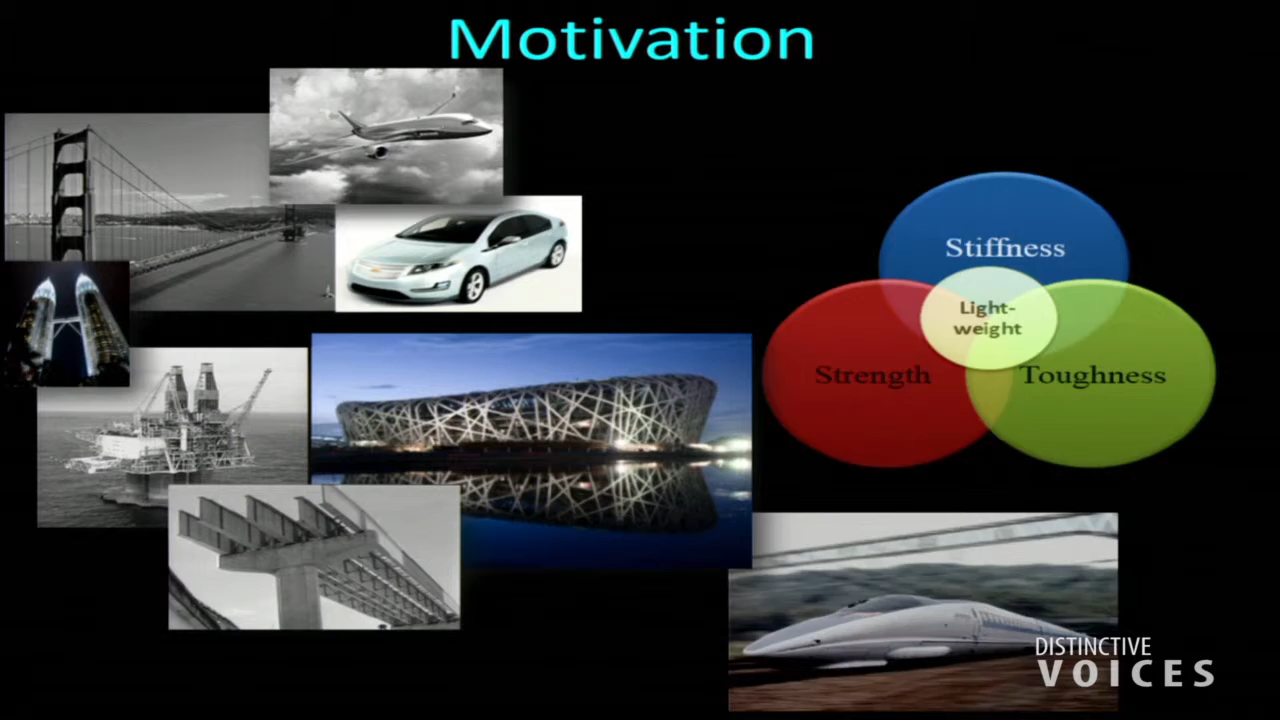 Motivation
Stiffness
Light-
weight
Strength
Toughness
DISTINCTIVE
VOICES